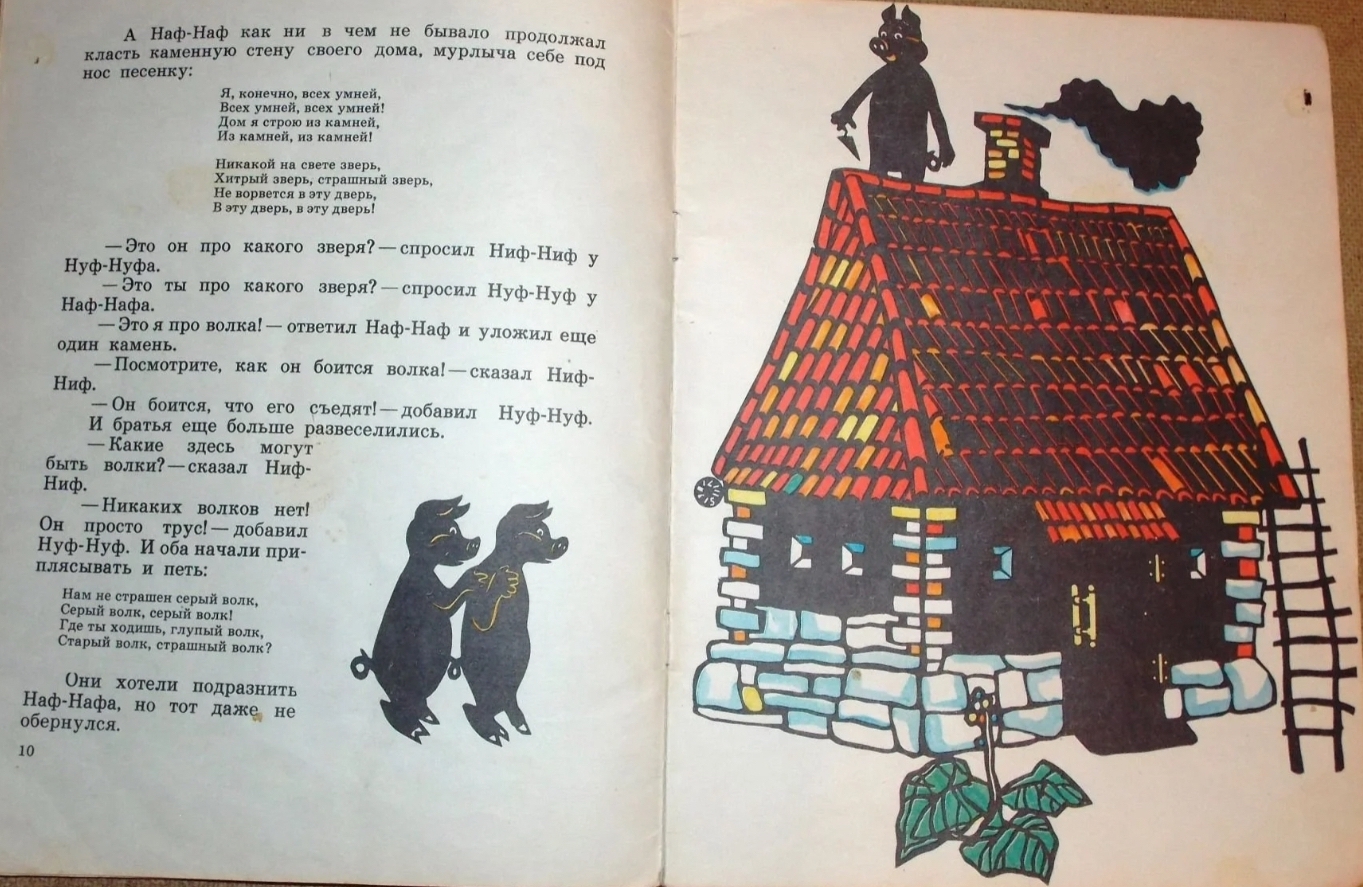 А Наф-Наф как ни в чем не бывало продолжал
класть каменную стену своего дома, мурлыча себе под
нос песенку:
Я, конечно, всех умней,
Всех умней, всех умней!
Дом я строю из камней,
Из камней, из камней!
Никакой на свете зверь,
Хитрый зверь, страшный зверь,
Не ворвется в эту дверь,
В эту дверь, в эту дверь!
— Это он про какого зверя? — спросил Ниф-Ниф у
Нуф-Нуфа.
— Это ты про какого зверя? — спросил Нуф-Нуф у
Наф-Нафа.
— Это я про волка! — ответил Наф-Наф и уложил еще
один камень.
— Посмотрите, как он боится волка! — сказал Ниф-
Ниф.
— Он боится, что его съедят! — добавил Нуф-Нуф.
И братья еще больше развеселились.
— Какие здесь могут
быть волки? — сказал Ниф-
Ниф.
— Никаких волков нет!
Он просто трус! — добавил
Нуф-Нуф. И оба начали при-
плясывать и петь:
Нам не страшен серый волк,
Серый волк, серый волк!
Где ты ходишь, глупый волк,
Старый волк, страшный волк?
Они хотели подразнить
Наф-Нафа, но тот даже не
обернулся.
10